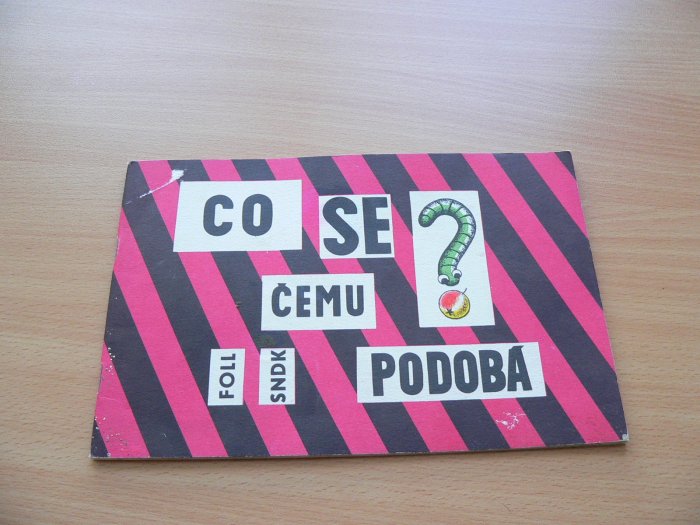 CO SE ?
ČEMU
PODOBÁ
FOLL
SNDK